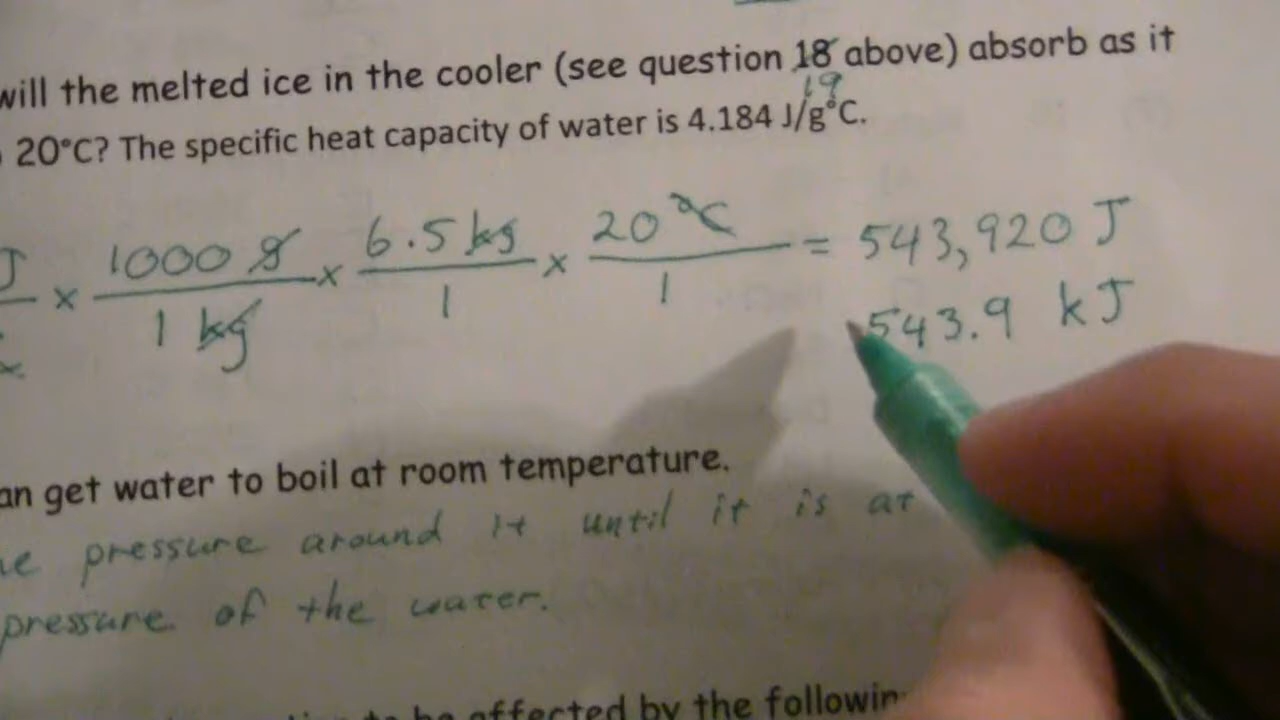 will the melted ice in the cooler (see question 18 above) absorb as it
19
20°C? The specific heat capacity of water is 4.184 J/g°C.
J × 1000 g × 6.5 kg × 20 °C = 543,920 J
1 kg 1 1
543.9 kJ
an get water to boil at room temperature.
pressure around it until it is at
pressure of the water.
to be affected by the following